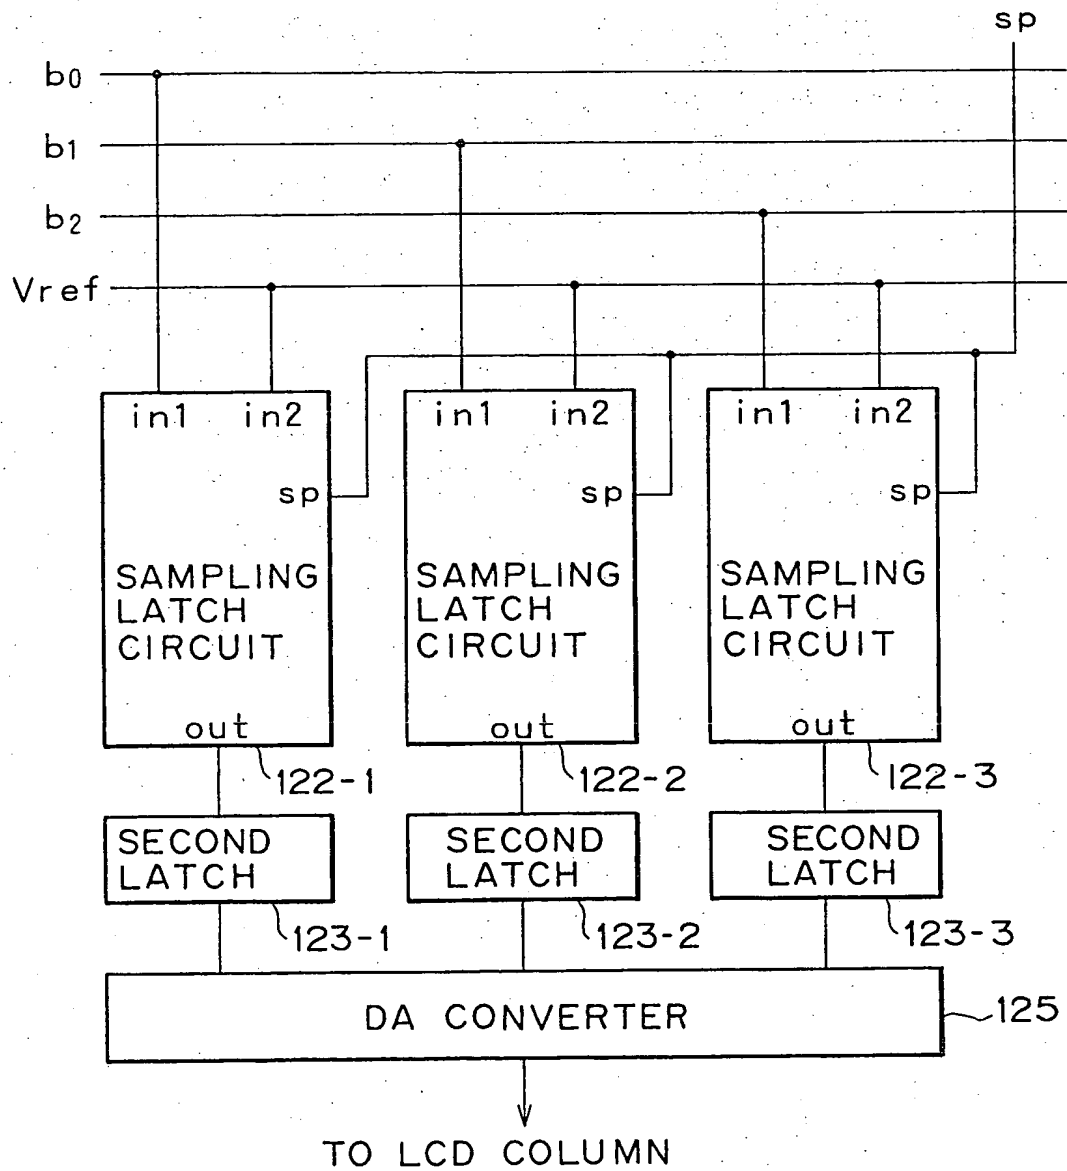 sp
b0
b1
b2
Vref
in1 in2
in1 in2
in1 in2
sp
sp
sp
SAMPLING
LATCH
CIRCUIT
SAMPLING
LATCH
CIRCUIT
SAMPLING
LATCH
CIRCUIT
out
out
out
122-1
122-2
122-3
SECOND
LATCH
SECOND
LATCH
SECOND
LATCH
123-1
123-2
123-3
DA CONVERTER
125
TO LCD COLUMN